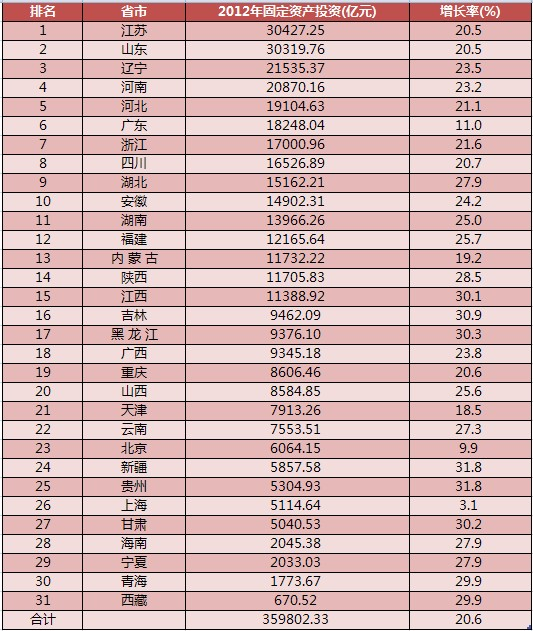 排名 省市 2012年固定资产投资(亿元) 增长率(%)
1 江苏 30427.25 20.5
2 山东 30319.76 20.5
3 辽宁 21535.37 23.5
4 河南 20870.16 23.2
5 河北 19104.63 21.1
6 广东 18248.04 11.0
7 浙江 17000.96 21.6
8 四川 16526.89 20.7
9 湖北 15162.21 27.9
10 安徽 14902.31 24.2
11 湖南 13966.26 25.0
12 福建 12165.64 25.7
13 内 蒙 古 11732.22 19.2
14 陕西 11705.83 28.5
15 江西 11388.92 30.1
16 吉林 9462.09 30.9
17 黑 龙 江 9376.10 30.3
18 广西 9345.18 23.8
19 重庆 8606.46 20.6
20 山西 8584.85 25.6
21 天津 7913.26 18.5
22 云南 7553.51 27.3
23 北京 6064.15 9.9
24 新疆 5857.58 31.8
25 贵州 5304.93 31.8
26 上海 5114.64 3.1
27 甘肃 5040.53 30.2
28 海南 2045.38 27.9
29 宁夏 2033.03 27.9
30 青海 1773.67 29.9
31 西藏 670.52 29.9
合计 359802.33 20.6